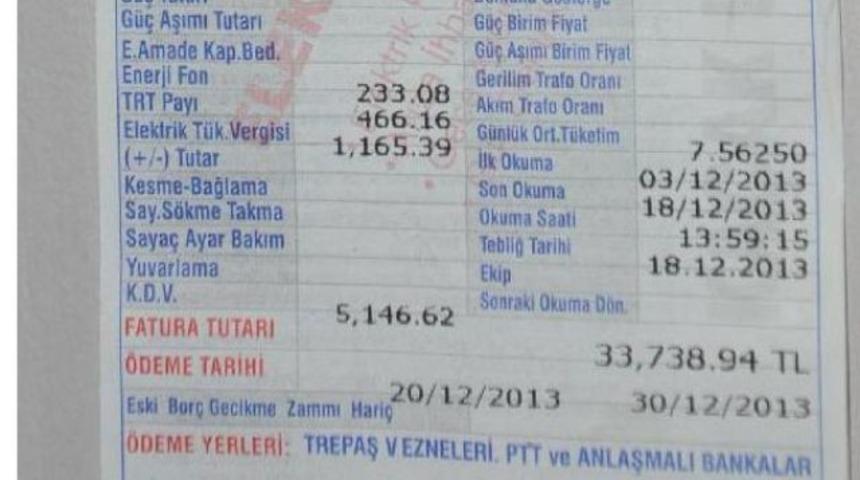 Güç Aşımı Tutarı Güç Birim Fiyat
E.Amade Kap.Bed. Güç Aşımı Birim Fiyat
Enerji Fon Gerilim Trafo Oranı
TRT Payı 233.08 Akım Trafo Oranı
Elektrik Tük.Vergisi 466.16 Günlük Ort.Tüketim
(+/-) Tutar 1,165.39 İlk Okuma 7.56250
Kesme-Bağlama Son Okuma 03/12/2013
Say.Sökme Takma Okuma Saati 18/12/2013
Sayaç Ayar Bakım Tebliğ Tarihi 13:59:15
Yuvarlama Ekip 18.12.2013
K.D.V. Sonraki Okuma Dön.
FATURA TUTARI 5,146.62
ÖDEME TARİHİ 33,738.94 TL
Eski Borç Gecikme Zammı Hariç 20/12/2013 30/12/2013
ÖDEME YERLERİ: TREPAŞ VEZNELERİ. PTT ve ANLAŞMALI BANKALAR